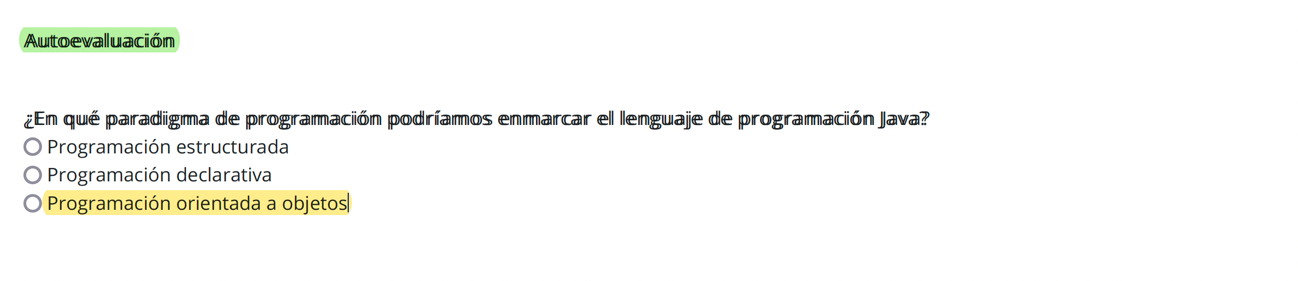 Autoevaluación
¿En qué paradigma de programación podríamos enmarcar el lenguaje de programación Java?
Programación estructurada
Programación declarativa
Programación orientada a objetos